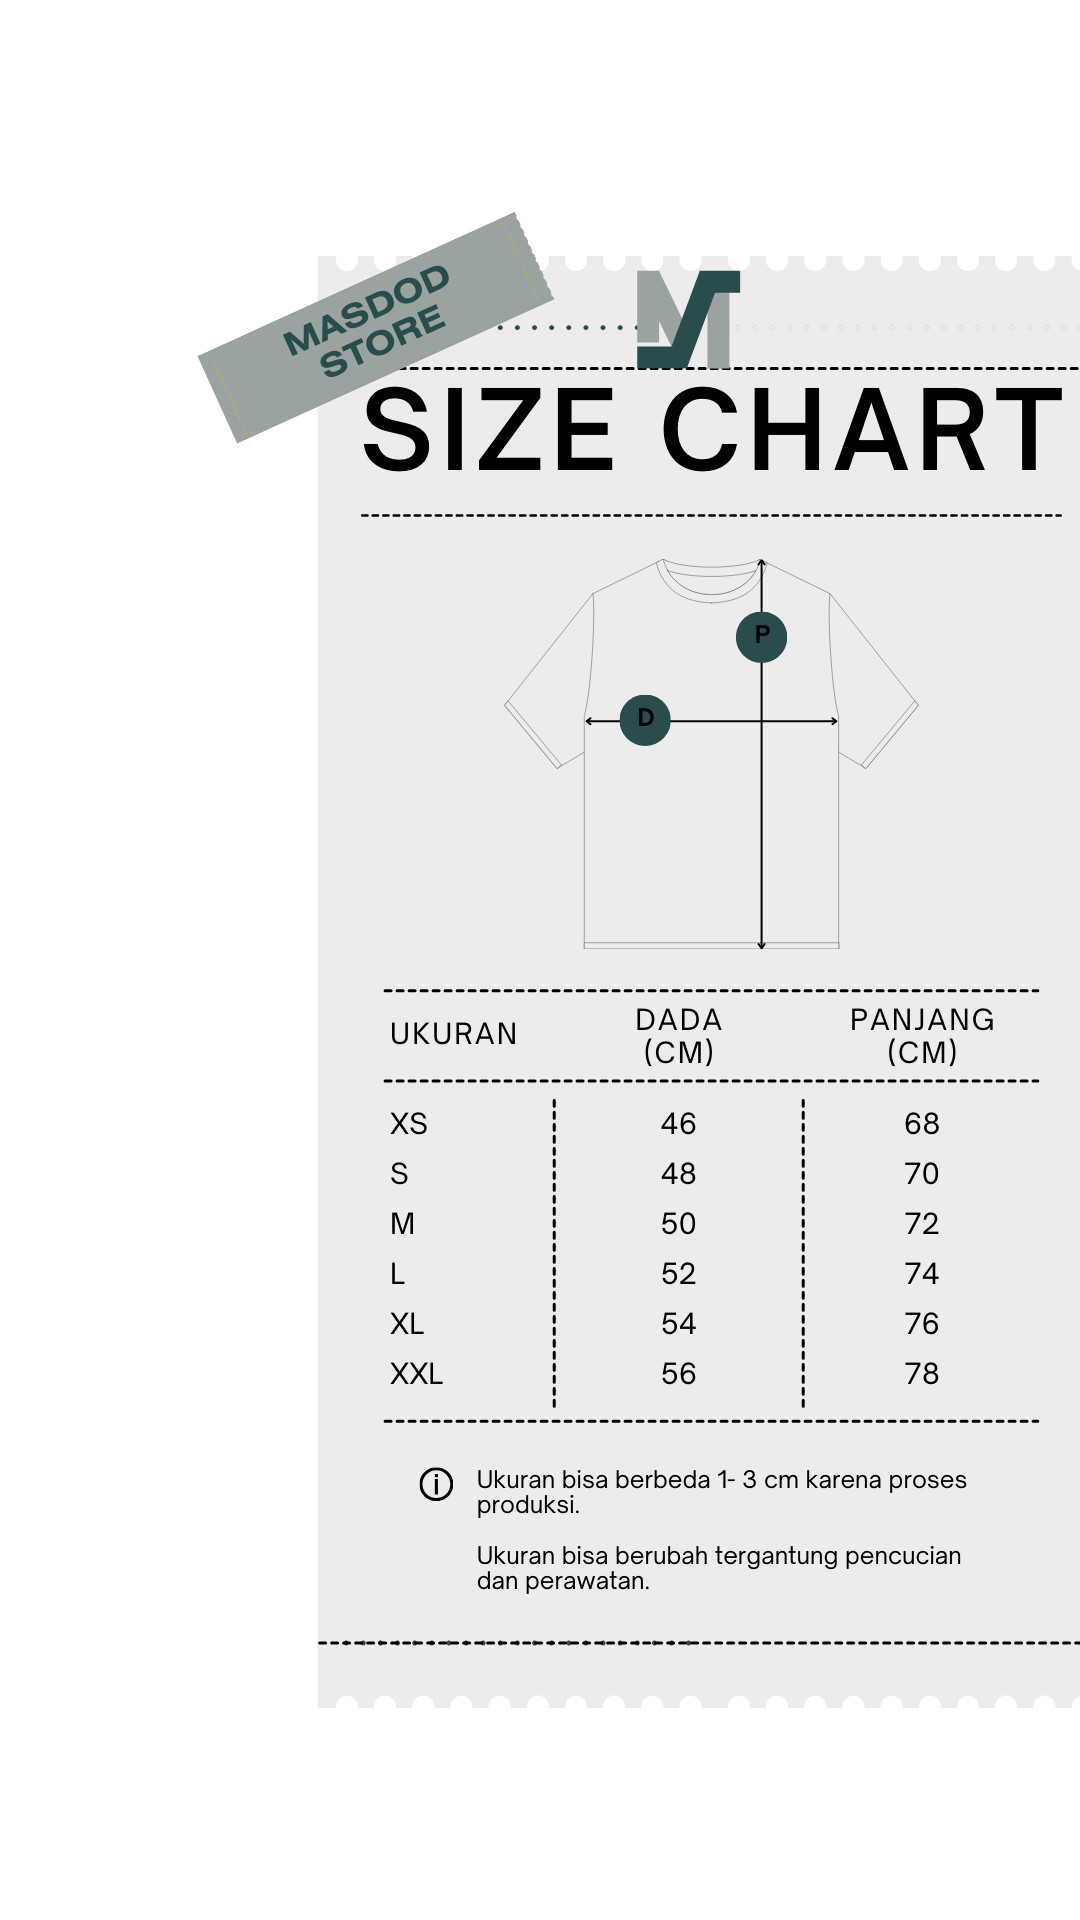 MASDOD
STORE
SIZE CHART
P
D
UKURAN DADA (CM) PANJANG (CM)
XS 46 68
S 48 70
M 50 72
L 52 74
XL 54 76
XXL 56 78
Ukuran bisa berbeda 1- 3 cm karena proses
produksi.
Ukuran bisa berubah tergantung pencucian
dan perawatan.